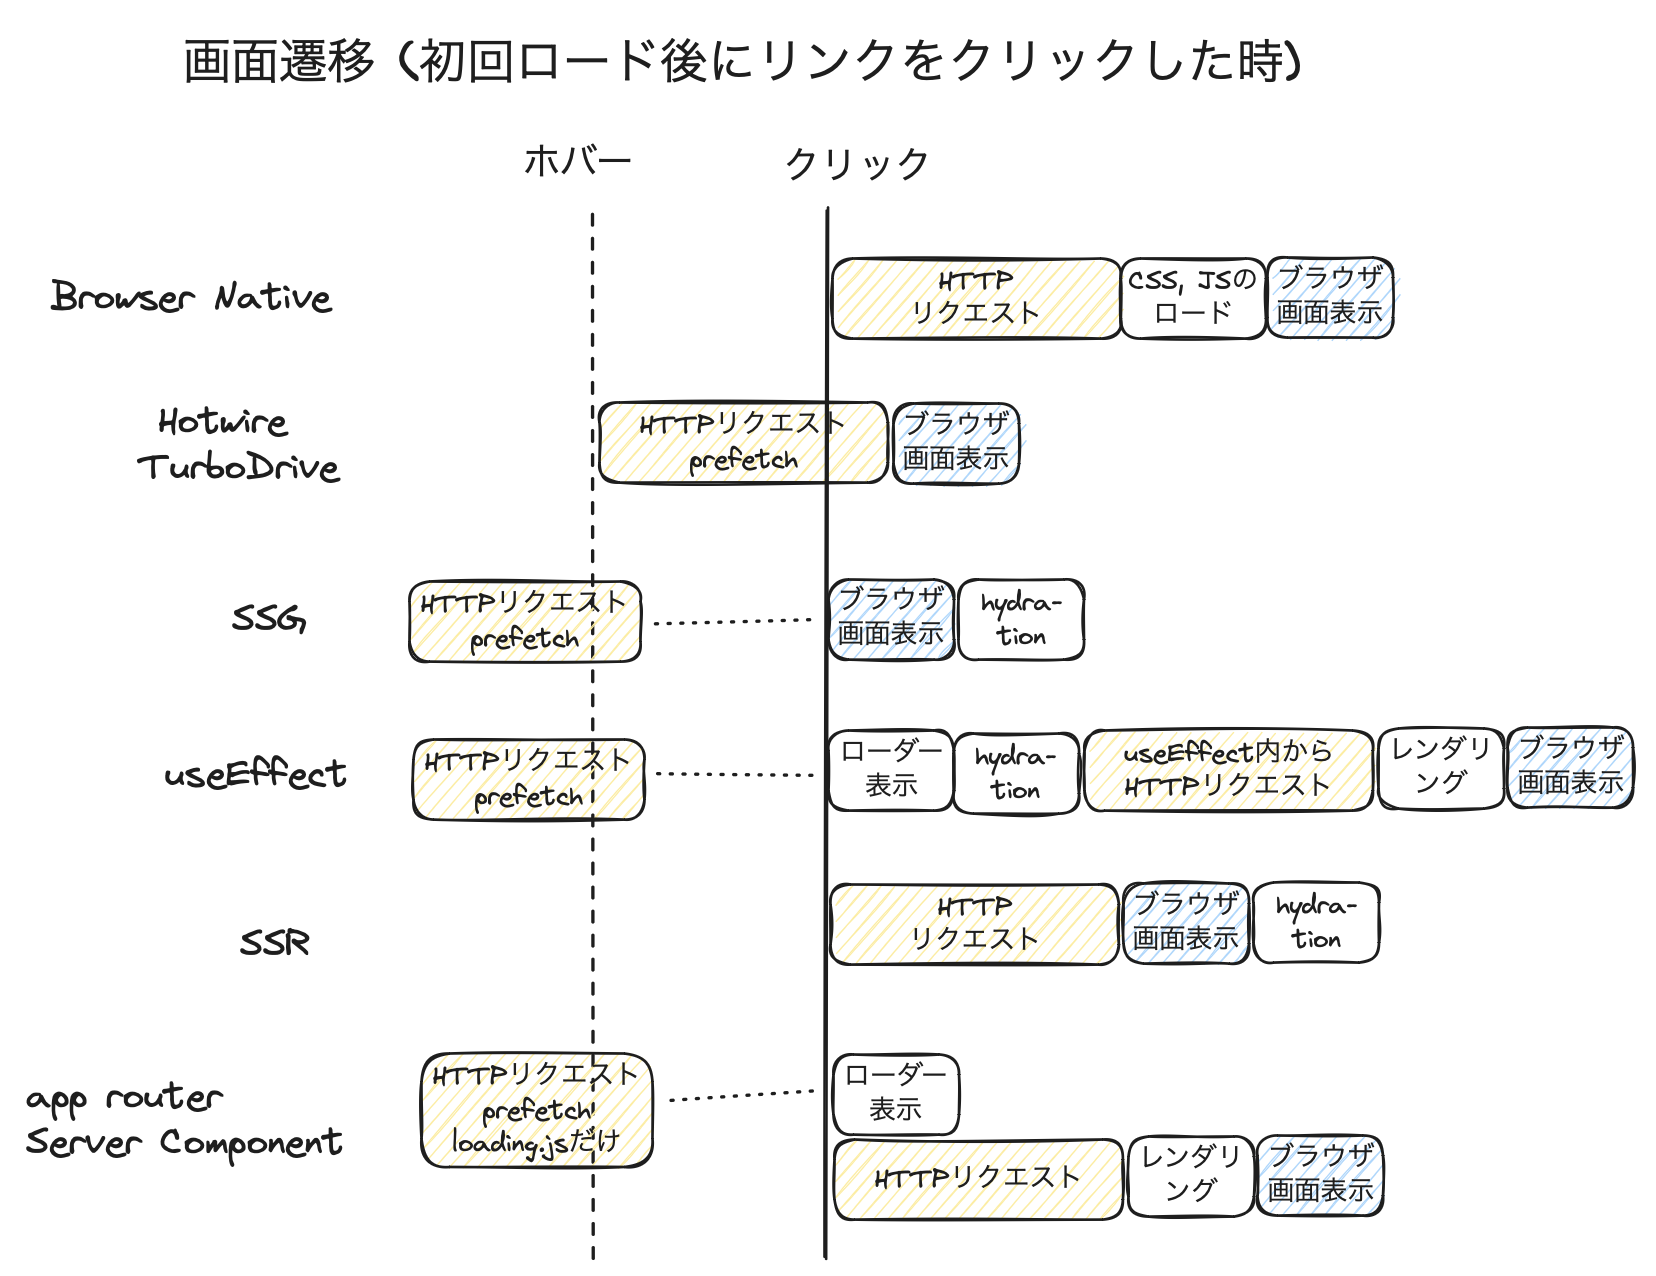 画面遷移（初回ロード後にリンクをクリックした時）
ホバー
クリック
Browser Native
HTTP
リクエスト
CSS, JSの
ロード
ブラウザ
画面表示
Hotwire
TurboDrive
HTTPリクエスト
prefetch
ブラウザ
画面表示
SSG
HTTPリクエスト
prefetch
ブラウザ
画面表示
hydra-
tion
useEffect
HTTPリクエスト
prefetch
ローダー
表示
hydra-
tion
useEffect内から
HTTPリクエスト
レンダリ
ング
ブラウザ
画面表示
SSR
HTTP
リクエスト
ブラウザ
画面表示
hydra-
tion
app router
Server Component
HTTPリクエスト
prefetch
loading.jsだけ
ローダー
表示
HTTPリクエスト
レンダリ
ング
ブラウザ
画面表示